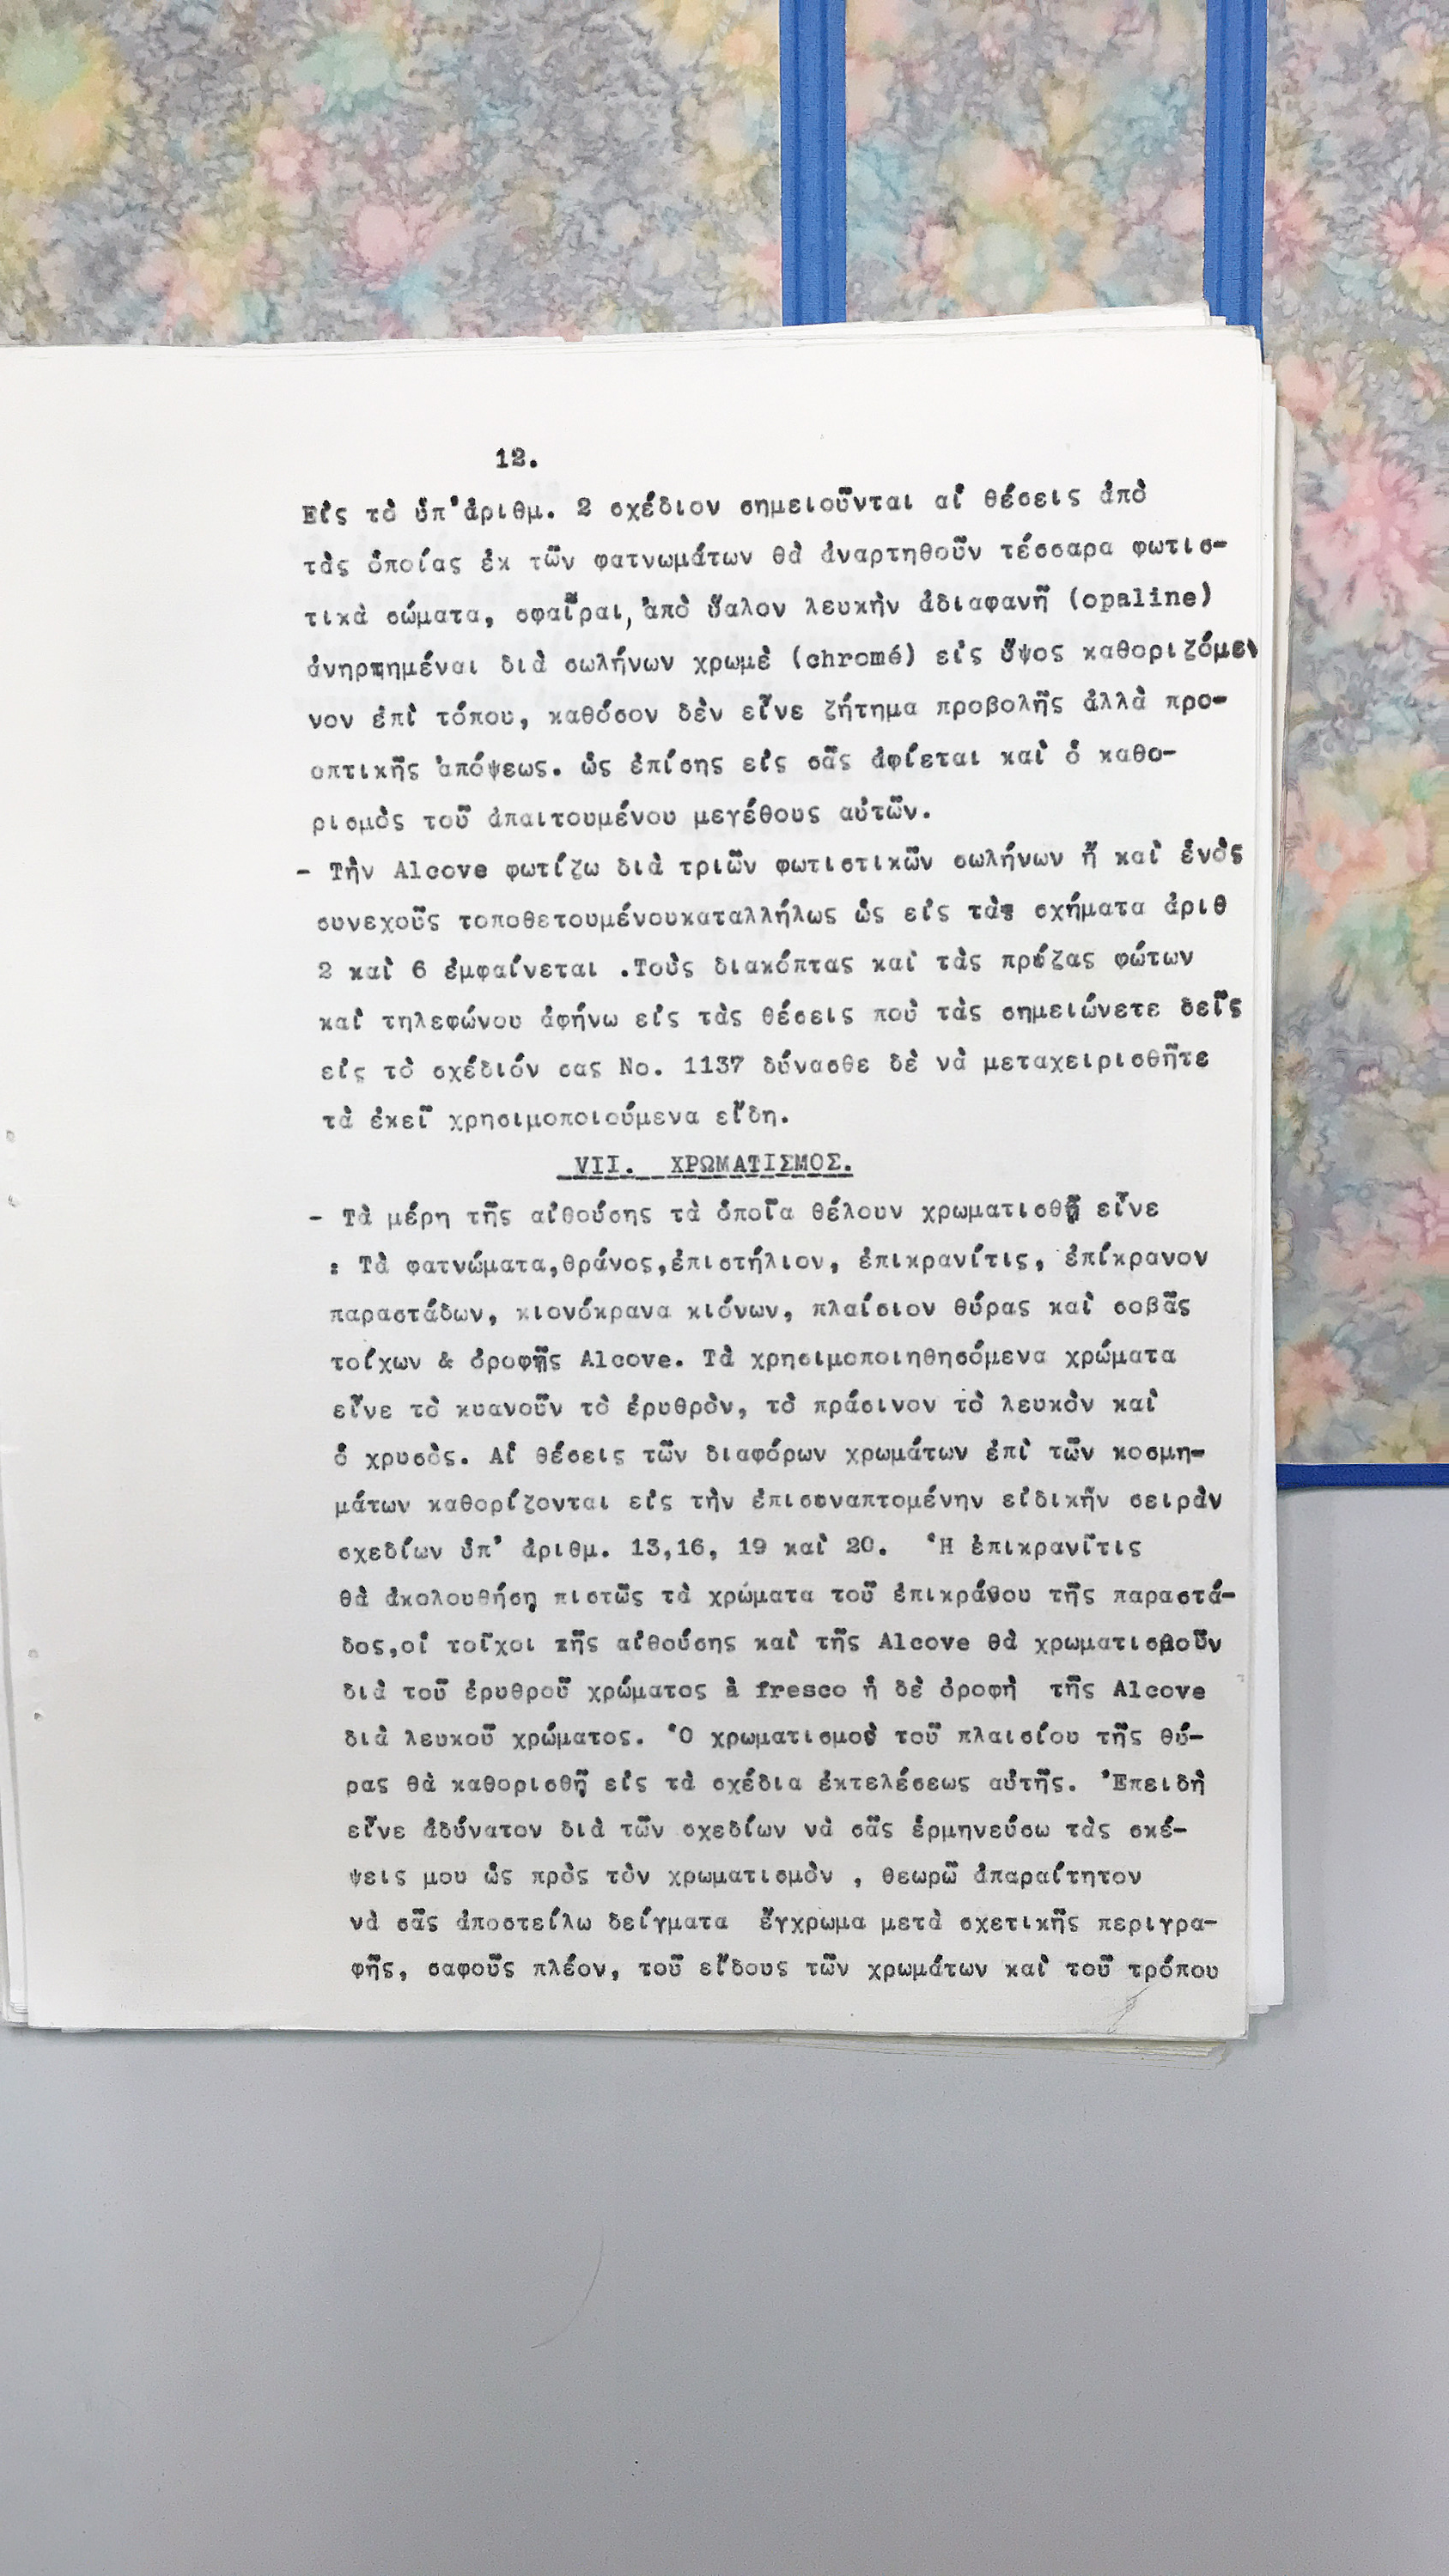 12.
Εἰς τὸ ὑπ'ἀριθμ. 2 σχέδιον σημειοῦνται αἱ θέσεις ἀπὸ
τὰς ὁποίας ἐκ τῶν φατνωμάτων θὰ ἀναρτηθοῦν τέσσαρα φωτισ-
τικὰ σώματα, σφαῖραι, ἀπὸ ὕαλον λευκὴν ἀδιαφανῆ (opaline)
ἀνηρτημέναι διὰ σωλήνων χρωμὲ (chromé) εἰς ὕψος καθοριζόμεν
νον ἐπὶ τόπου, καθόσον δὲν εἶνε ζήτημα προβολῆς ἀλλὰ προ-
οπτικῆς ἀπόψεως. ὡς ἐπίσης εἰς σᾶς ἀφίεται καὶ ὁ καθο-
ρισμὸς τοῦ ἀπαιτουμένου μεγέθους αὐτῶν.
- Τὴν Alcove φωτίζω διὰ τριῶν φωτιστικῶν σωλήνων ἤ καὶ ἑνὸς
συνεχοῦς τοποθετουμένουκαταλλήλως ὡς εἰς τὰς σχήματα ἀριθ
2 καὶ 6 ἐμφαίνεται .Τοὺς διακόπτας καὶ τὰς πρίζας φώτων
καὶ τηλεφώνου ἀφήνω εἰς τὰς θέσεις ποὺ τὰς σημειώνετε δεῖς
εἰς τὸ σχέδιόν σας Νο. 1137 δύνασθε δὲ νὰ μεταχειρισθῆτε
τὰ ἐκεῖ χρησιμοποιούμενα εἴδη.
VII. ΧΡΩΜΑΤΙΣΜΟΣ.
- Τὰ μέρη τῆς αἰθούσης τὰ ὁποῖα θέλουν χρωματισθῆ εἶνε
: Τὰ φατνώματα,θράνος,ἐπιστήλιον, ἐπικρανίτις, ἐπίκρανον
παραστάδων, κιονόκρανα κιόνων, πλαίσιον θύρας καὶ σοβᾶς
τοίχων & ὀροφῆς Alcove. Τὰ χρησιμοποιηθησόμενα χρώματα
εἶνε τὸ κυανοῦν τὸ ἐρυθρὸν, τὸ πράσινον τὸ λευκὸν καὶ
ὁ χρυσὸς. Αἱ θέσεις τῶν διαφόρων χρωμάτων ἐπὶ τῶν κοσμη-
μάτων καθορίζονται εἰς τὴν ἐπισυναπτομένην εἰδικὴν σειρὰν
σχεδίων ὑπ' ἀριθμ. 13,16, 19 καὶ 20. Ἡ ἐπικρανῖτις
θὰ ἀκολουθήσῃ πιστῶς τὰ χρώματα τοῦ ἐπικράνου τῆς παραστά-
δος,οἱ τοῖχοι τῆς αἰθούσης καὶ τῆς Alcove θὰ χρωματισθοῦν
διὰ τοῦ ἐρυθροῦ χρώματος à fresco ἡ δὲ ὀροφὴ τῆς Alcove
διὰ λευκοῦ χρώματος. Ὁ χρωματισμὸς τοῦ πλαισίου τῆς θύ-
ρας θὰ καθορισθῇ εἰς τὰ σχέδια ἐκτελέσεως αὐτῆς. Ἐπειδὴ
εἶνε ἀδύνατον διὰ τῶν σχεδίων νὰ σᾶς ἑρμηνεύσω τὰς σκέ-
ψεις μου ὡς πρὸς τὸν χρωματισμὸν , θεωρῶ ἀπαραίτητον
νὰ σᾶς ἀποστείλω δείγματα ἔγχρωμα μετὰ σχετικῆς περιγρα-
φῆς, σαφοῦς πλέον, τοῦ εἴδους τῶν χρωμάτων καὶ τοῦ τρόπου